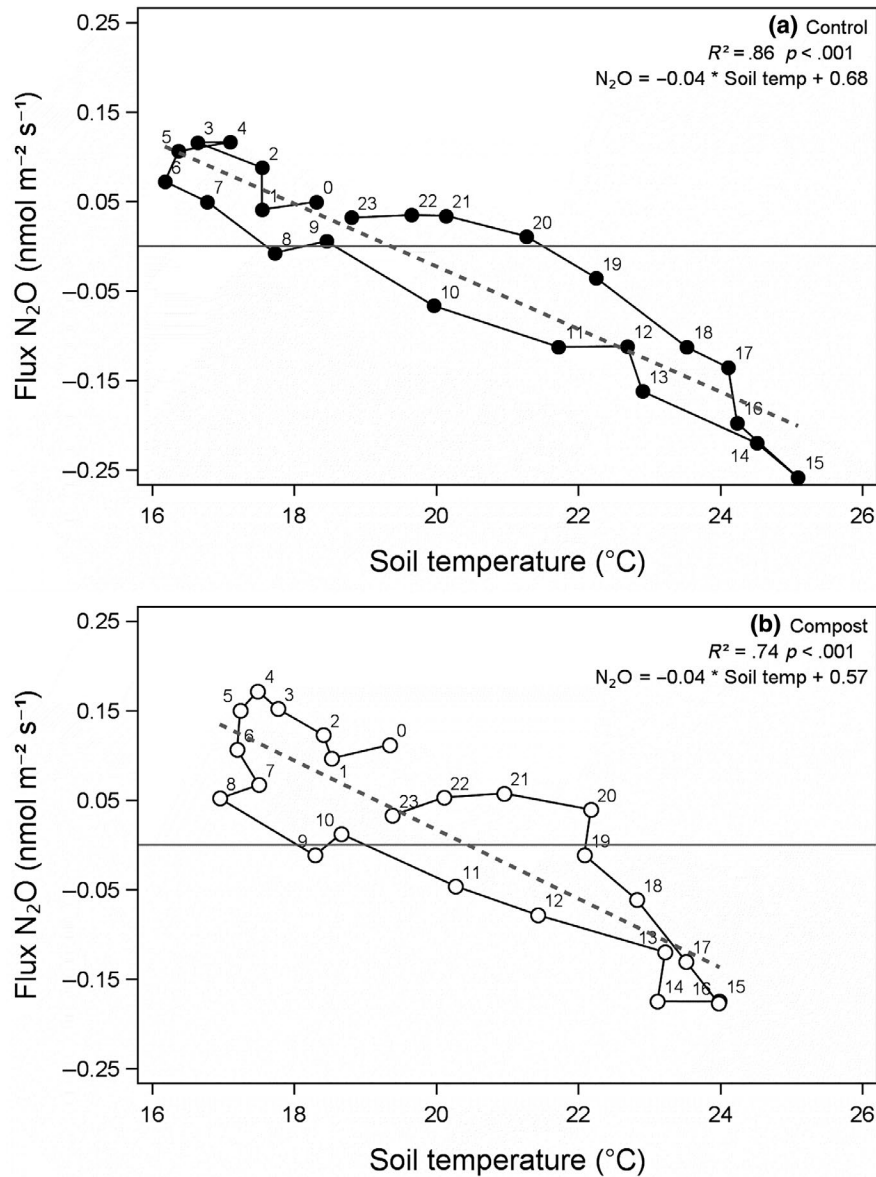 (a) Control
R² = .86 p < .001
N₂O = −0.04 * Soil temp + 0.68
0.25
0.15
0.05
−0.05
−0.15
−0.25
Flux N₂O (nmol m⁻² s⁻¹)
5 3 4
6 2
7 1 0 23 22 21
8 9 20
19
10
11 12 18
13 17
16
14 15
16 18 20 22 24 26
Soil temperature (°C)
(b) Compost
R² = .74 p < .001
N₂O = −0.04 * Soil temp + 0.57
0.25
0.15
0.05
−0.05
−0.15
−0.25
Flux N₂O (nmol m⁻² s⁻¹)
4
5 3
6 2 0
7 1
8 23 22 21 20
9 10 19
11
12 18
13 17
14 16 15
16 18 20 22 24 26
Soil temperature (°C)